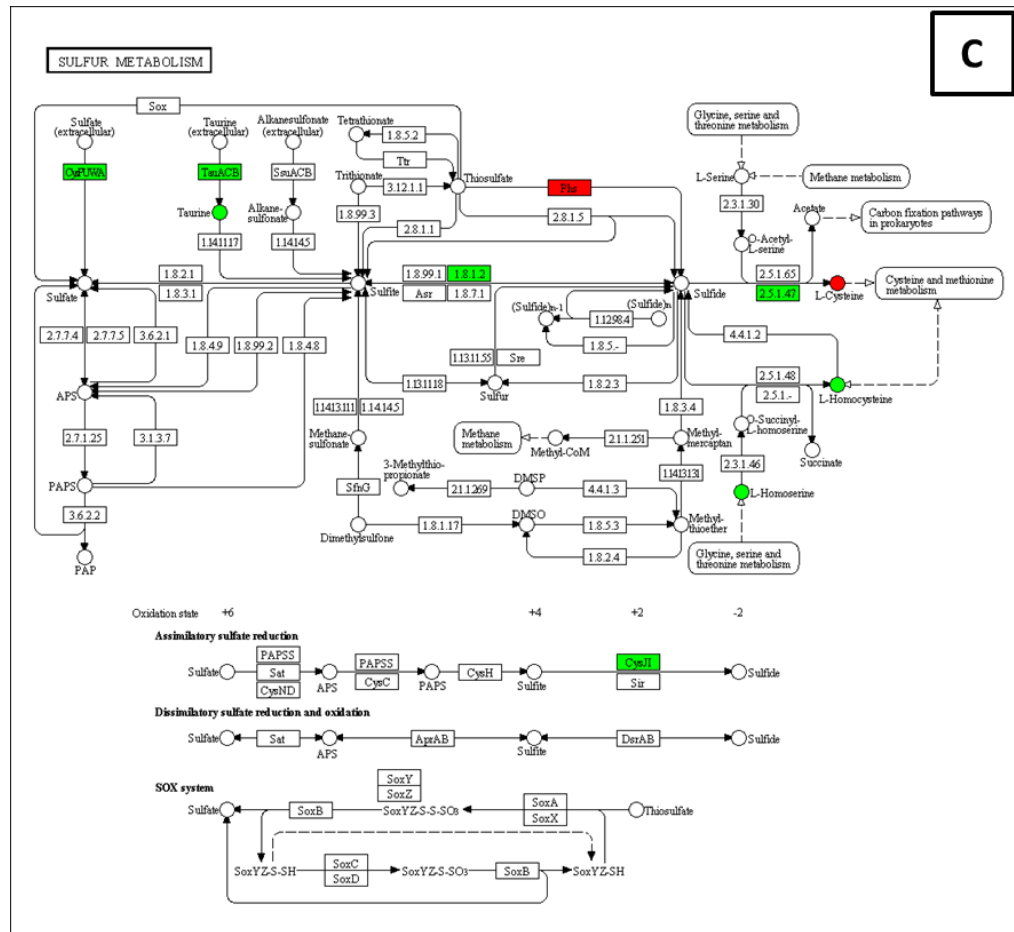 C
SULFUR METABOLISM
Sox
Sulfate
(extracellular)
Taurine
(extracellular)
Alkanesulfonate
(extracellular)
Tetrathionate
1.8.5.2
Ttr
Glycine, serine and
threonine metabolism
CysPUWA
TauACB
SsuACB
Trithionate
3.12.1.1
Thiosulfate
Phs
L-Serine
Methane metabolism
Taurine
Alkane-
sulfonate
1.8.99.3
2.8.1.1
2.8.1.5
2.3.1.30
Acetate
Carbon fixation pathways
in prokaryotes
1.14.11.17
1.14.14.5
O-Acetyl-
L-serine
1.8.2.1
1.8.3.1
Sulfate
1.8.99.1
1.8.1.2
Asr
1.8.7.1
Sulfite
Sulfide
2.5.1.65
2.5.1.47
L-Cysteine
Cysteine and methionine
metabolism
(Sulfide)n-1
(Sulfide)n
1.12.98.4
2.7.7.4
2.7.7.5
3.6.2.1
1.8.4.9
1.8.99.2
1.8.4.8
1.8.5.-
4.4.1.2
1.13.11.55
Sre
1.13.11.18
Sulfur
1.8.2.3
2.5.1.48
2.5.1.-
L-Homocysteine
APS
1.14.13.111
1.14.14.5
1.8.3.4
2.7.1.25
3.1.3.7
Methane-
sulfonate
Methane
metabolism
Methyl-CoM
2.1.1.251
Methyl-
mercaptan
O-Succinyl-
L-homoserine
Succinate
PAPS
SfnG
3-Methylthio-
propionate
2.1.1.269
DMSP
4.4.1.3
1.14.13.131
2.3.1.46
L-Homoserine
3.6.2.2
Dimethylsulfone
1.8.1.17
DMSO
1.8.5.3
Methyl-
thioether
1.8.2.4
Glycine, serine and
threonine metabolism
PAP
Oxidation state
+6
+4
+2
-2
Assimilatory sulfate reduction
Sulfate
PAPSS
Sat
CysND
APS
PAPSS
CysC
PAPS
CysH
Sulfite
CysJI
Sir
Sulfide
Dissimilatory sulfate reduction and oxidation
Sulfate
Sat
APS
AprAB
Sulfite
DsrAB
Sulfide
SOX system
Sulfate
SoxB
SoxY
SoxZ
SoxYZ-S-S-SO3
SoxA
SoxX
Thiosulfate
SoxYZ-S-SH
SoxC
SoxD
SoxYZ-S-SO3
SoxB
SoxYZ-SH